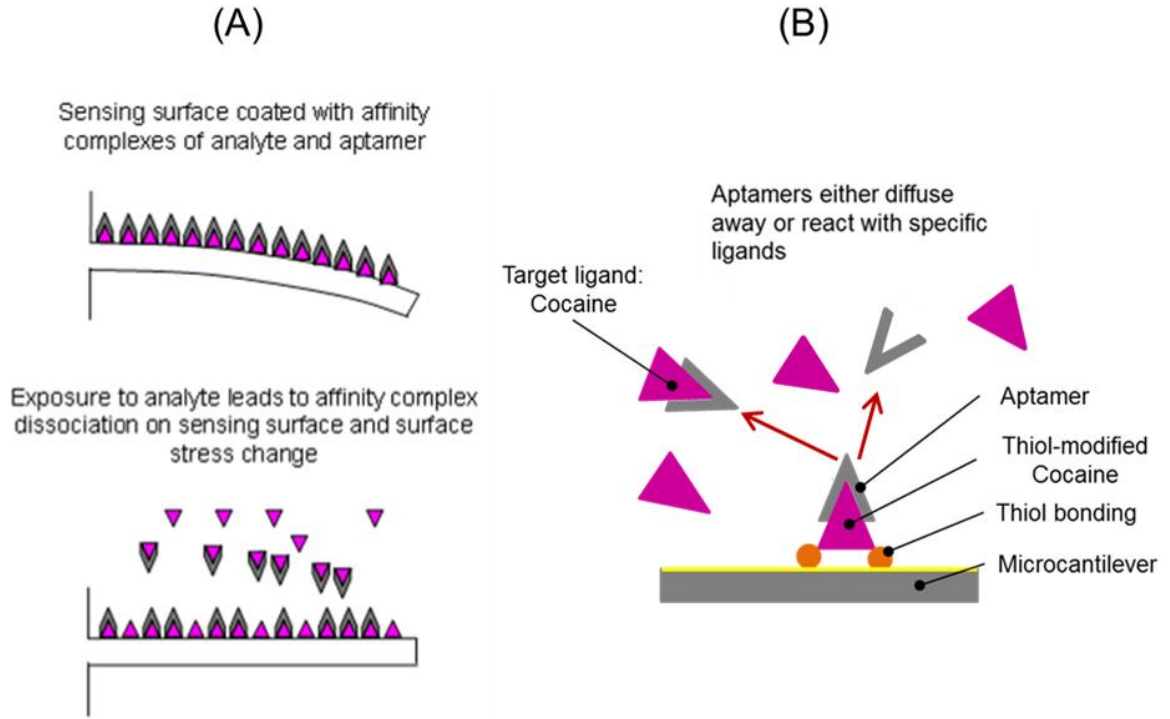 (A)
Sensing surface coated with affinity
complexes of analyte and aptamer
Exposure to analyte leads to affinity complex
dissociation on sensing surface and surface
stress change
(B)
Aptamers either diffuse
away or react with specific
ligands
Target ligand:
Cocaine
Aptamer
Thiol-modified
Cocaine
Thiol bonding
Microcantilever